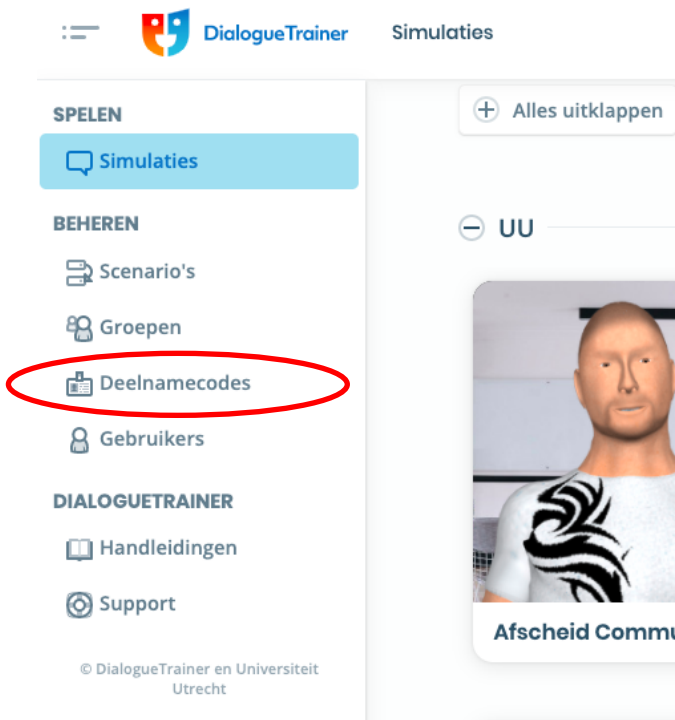 DialogueTrainer
Simulaties
SPELEN
Simulaties
BEHEREN
Scenario's
Groepen
Deelnamecodes
Gebruikers
DIALOGUETRAINER
Handleidingen
Support
© DialogueTrainer en Universiteit
Utrecht
Alles uitklappen
UU
Afscheid Commu